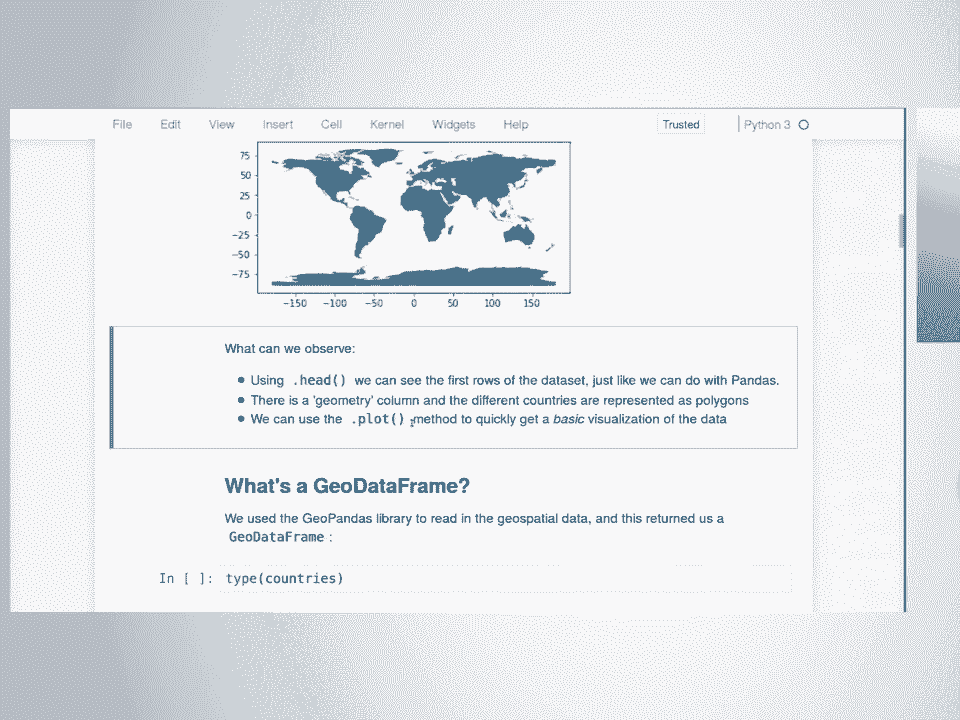 File Edit View Insert Cell Kernel Widgets Help Trusted Python 3
75
50
25
0
−25
−50
−75
−150 −100 −50 0 50 100 150
What can we observe:
• Using .head() we can see the first rows of the dataset, just like we can do with Pandas.
• There is a 'geometry' column and the different countries are represented as polygons
• We can use the .plot() method to quickly get a basic visualization of the data
What's a GeoDataFrame?
We used the GeoPandas library to read in the geospatial data, and this returned us a
GeoDataFrame :
In [ ]: type(countries)